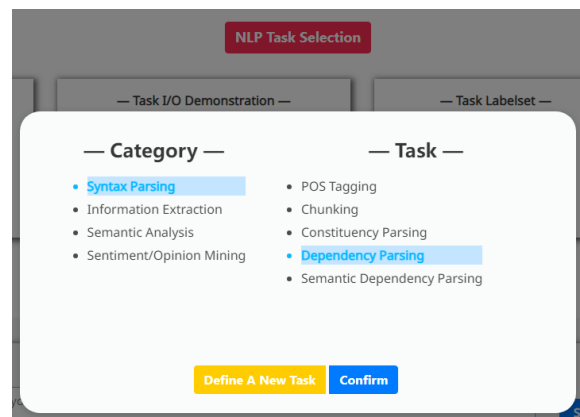 NLP Task Selection
— Task I/O Demonstration —
— Task Labelset —
— Category —
Syntax Parsing
Information Extraction
Semantic Analysis
Sentiment/Opinion Mining
— Task —
POS Tagging
Chunking
Constituency Parsing
Dependency Parsing
Semantic Dependency Parsing
Define A New Task
Confirm